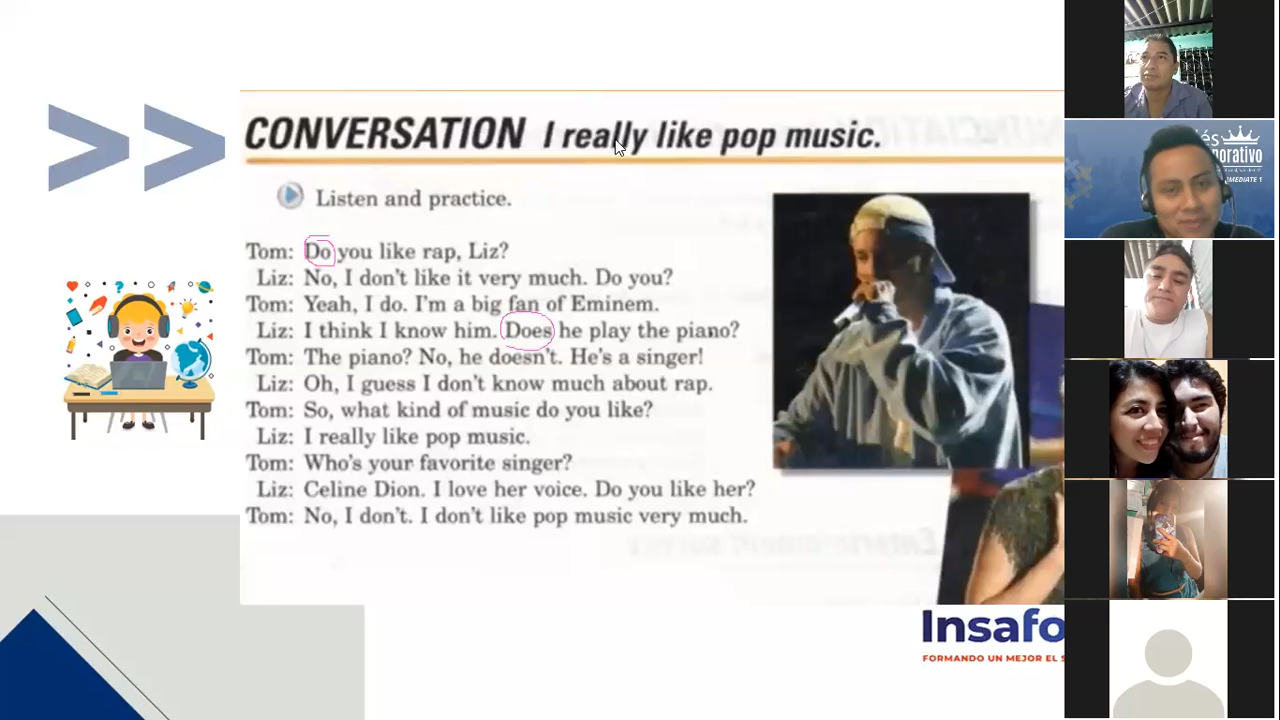 CONVERSATION I really like pop music.
Listen and practice.
Tom: Do you like rap, Liz?
Liz: No, I don't like it very much. Do you?
Tom: Yeah, I do. I'm a big fan of Eminem.
Liz: I think I know him. Does he play the piano?
Tom: The piano? No, he doesn't. He's a singer!
Liz: Oh, I guess I don't know much about rap.
Tom: So, what kind of music do you like?
Liz: I really like pop music.
Tom: Who's your favorite singer?
Liz: Celine Dion. I love her voice. Do you like her?
Tom: No, I don't. I don't like pop music very much.
Insafo
FORMANDO UN MEJOR EL S
és
porativo
MEDIATE 1